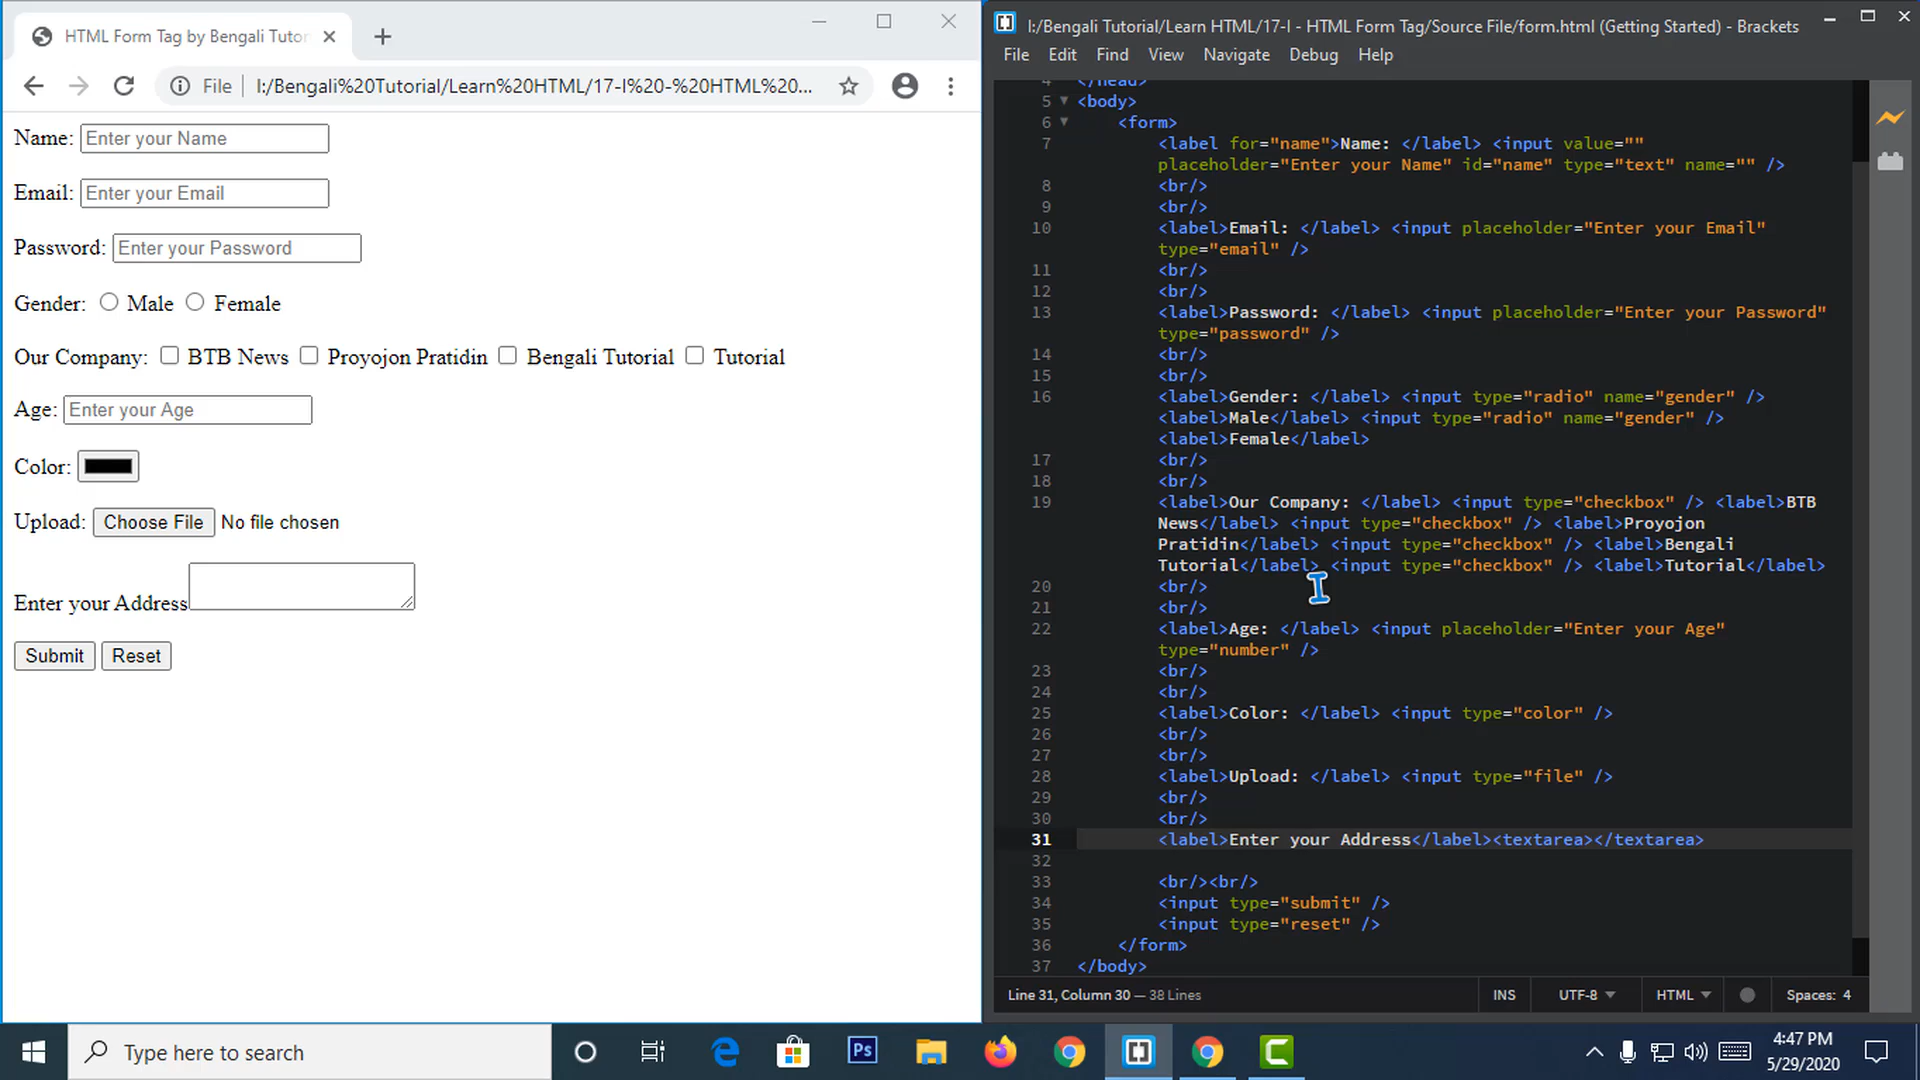 HTML Form Tag by Bengali Tutor
File
I:/Bengali%20Tutorial/Learn%20HTML/17-I%20-%20HTML%20...
Name: Enter your Name
Email: Enter your Email
Password: Enter your Password
Gender: Male Female
Our Company: BTB News Proyojon Pratidin Bengali Tutorial Tutorial
Age: Enter your Age
Color:
Upload: Choose File No file chosen
Enter your Address
Submit Reset
I:/Bengali Tutorial/Learn HTML/17-I - HTML Form Tag/Source File/form.html (Getting Started) - Brackets
File Edit Find View Navigate Debug Help
4 </head>
5 <body>
6 <form>
7 <label for="name">Name: </label> <input value=""
placeholder="Enter your Name" id="name" type="text" name="" />
8 <br/>
9 <br/>
10 <label>Email: </label> <input placeholder="Enter your Email"
type="email" />
11 <br/>
12 <br/>
13 <label>Password: </label> <input placeholder="Enter your Password"
type="password" />
14 <br/>
15 <br/>
16 <label>Gender: </label> <input type="radio" name="gender" />
<label>Male</label> <input type="radio" name="gender" />
<label>Female</label>
17 <br/>
18 <br/>
19 <label>Our Company: </label> <input type="checkbox" /> <label>BTB
News</label> <input type="checkbox" /> <label>Proyojon
Pratidin</label> <input type="checkbox" /> <label>Bengali
Tutorial</label> <input type="checkbox" /> <label>Tutorial</label>
20 <br/>
21 <br/>
22 <label>Age: </label> <input placeholder="Enter your Age"
type="number" />
23 <br/>
24 <br/>
25 <label>Color: </label> <input type="color" />
26 <br/>
27 <br/>
28 <label>Upload: </label> <input type="file" />
29 <br/>
30 <br/>
31 <label>Enter your Address</label><textarea></textarea>
32
33 <br/><br/>
34 <input type="submit" />
35 <input type="reset" />
36 </form>
37 </body>
Line 31, Column 30 — 38 Lines INS UTF-8 HTML Spaces: 4
Type here to search
Ps
4:47 PM
5/29/2020